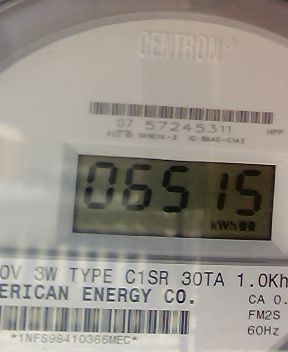 CENTRON®
07 57245311
HPP
06515
kWh
0V 3W TYPE C1SR 30TA 1.0Kh
ERICAN ENERGY CO.
CA 0.
FM2S
60Hz
*1NFS98410366MEC*